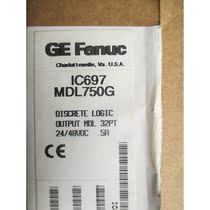 GE Fanuc
Charlottesville, Va. U.S.A.
IC697
MDL750G
DISCRETE LOGIC
OUTPUT MDL 32PT
24/48VDC .5A
CE